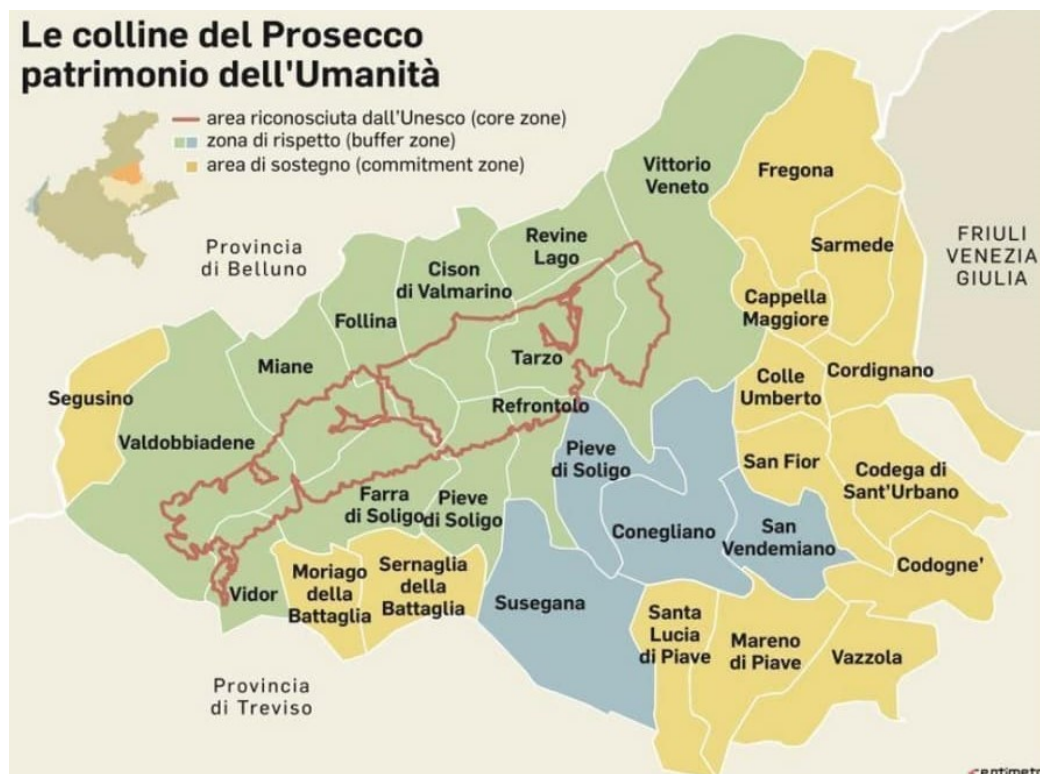 Le colline del Prosecco
patrimonio dell'Umanità
area riconosciuta dall'Unesco (core zone)
zona di rispetto (buffer zone)
area di sostegno (commitment zone)
Vittorio
Veneto
Fregona
Revine
Lago
Sarmede
FRIULI
VENEZIA
GIULIA
Provincia
di Belluno
Cison
di Valmarino
Cappella
Maggiore
Follina
Tarzo
Miane
Cordignano
Colle
Umberto
Segusino
Refrontolo
Valdobbiadene
Pieve
di Soligo
San Fior
Codega di
Sant'Urbano
Farra
di Soligo
Pieve
di Soligo
Conegliano
San
Vendemiano
Codogne'
Vidor
Moriago
della
Battaglia
Sernaglia
della
Battaglia
Susegana
Santa
Lucia
di Piave
Mareno
di Piave
Vazzola
Provincia
di Treviso